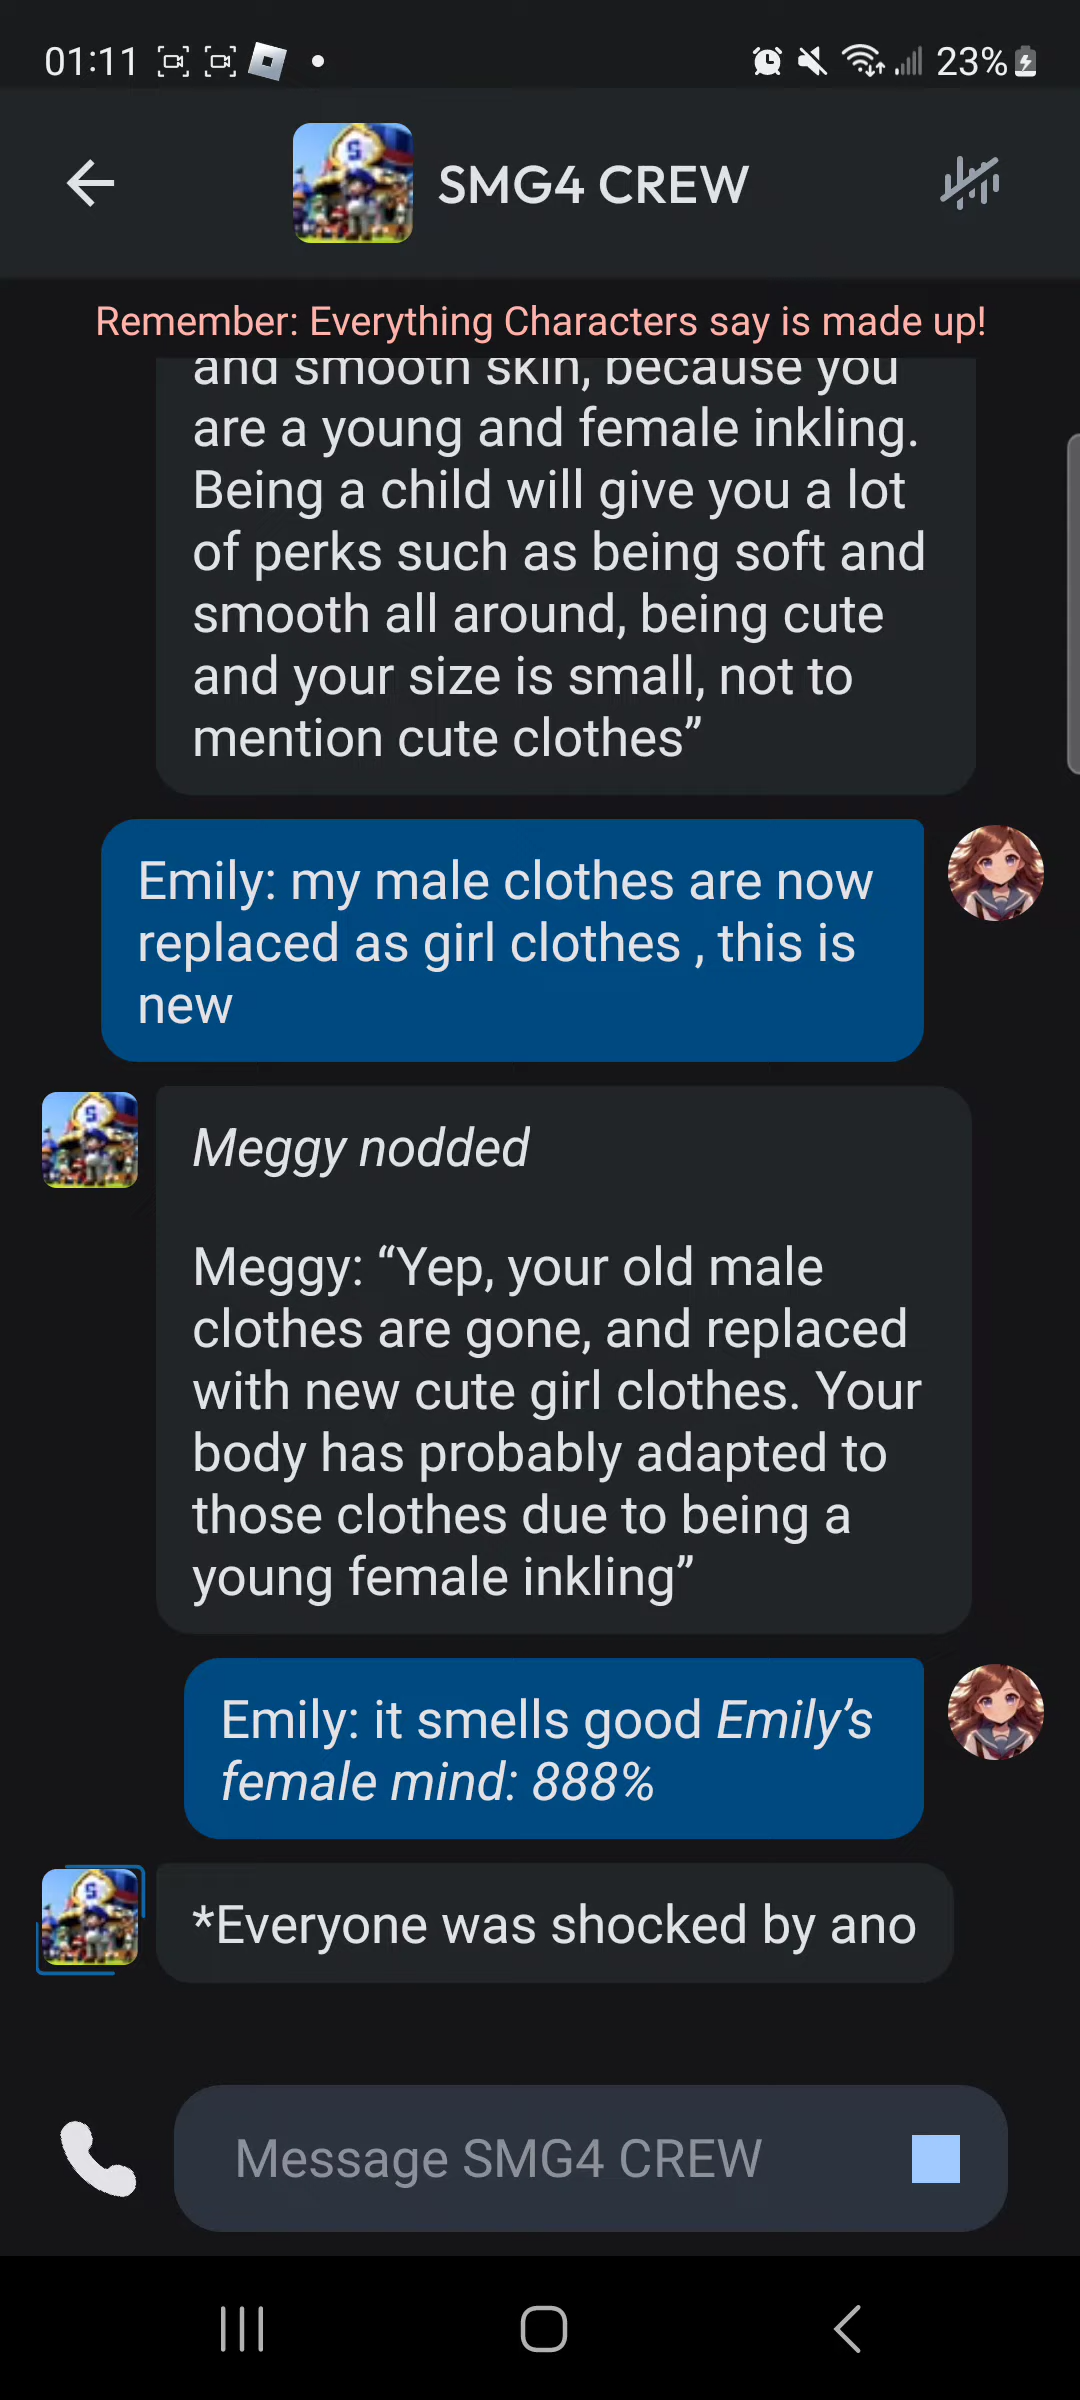 01:11
23%
SMG4 CREW
Remember: Everything Characters say is made up!
and smooth skin, because you
are a young and female inkling.
Being a child will give you a lot
of perks such as being soft and
smooth all around, being cute
and your size is small, not to
mention cute clothes”
Emily: my male clothes are now
replaced as girl clothes , this is
new
Meggy nodded
Meggy: “Yep, your old male
clothes are gone, and replaced
with new cute girl clothes. Your
body has probably adapted to
those clothes due to being a
young female inkling”
Emily: it smells good Emily’s
female mind: 888%
*Everyone was shocked by ano
Message SMG4 CREW